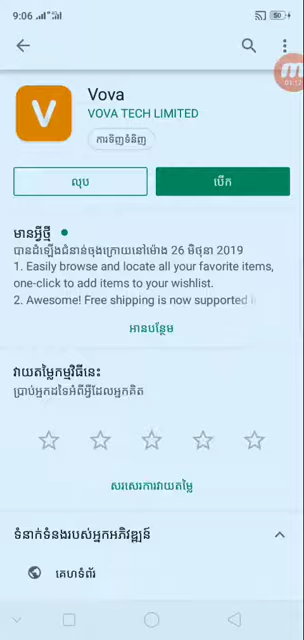 9:06
50
Vova
VOVA TECH LIMITED
ការទិញទំនិញ
លុប
បើក
01:17
មានអ្វីថ្មី
បានដំឡើងជំនាន់ចុងក្រោយនៅម៉ោង 26 មិថុនា 2019
1. Easily browse and locate all your favorite items,
one-click to add items to your wishlist.
2. Awesome! Free shipping is now supported
អានបន្ថែម
វាយតម្លៃកម្មវិធីនេះ
ប្រាប់អ្នកដទៃអំពីអ្វីដែលអ្នកគិត
សរសេរការវាយតម្លៃ
ទំនាក់ទំនងរបស់អ្នកអភិវឌ្ឍន៍
គេហទំព័រ